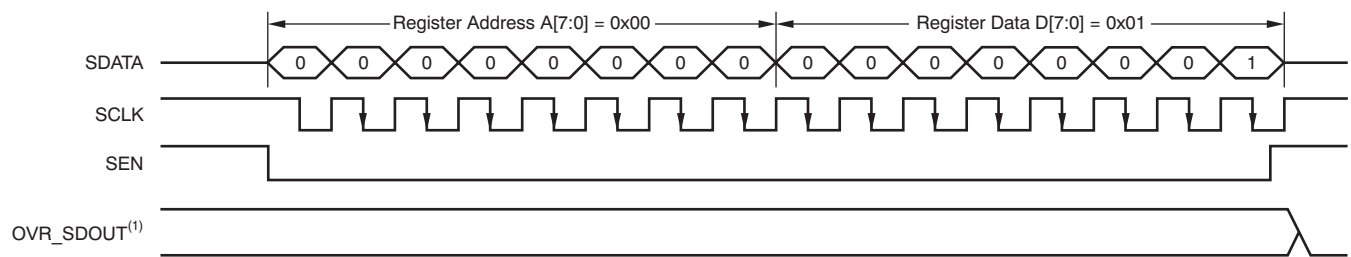 Register Address A[7:0] = 0x00 Register Data D[7:0] = 0x01
SDATA 0 0 0 0 0 0 0 0 0 0 0 0 0 0 0 1
SCLK
SEN
OVR_SDOUT(1)